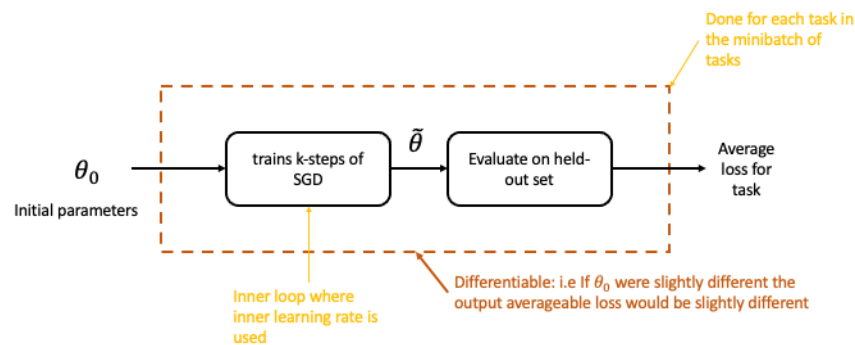 Done for each task in
the minibatch of
tasks
θ₀
Initial parameters
trains k-steps of
SGD
θ̃
Evaluate on held-
out set
Average
loss for
task
Inner loop where
inner learning rate is
used
Differentiable: i.e If θ₀ were slightly different the
output averageable loss would be slightly different